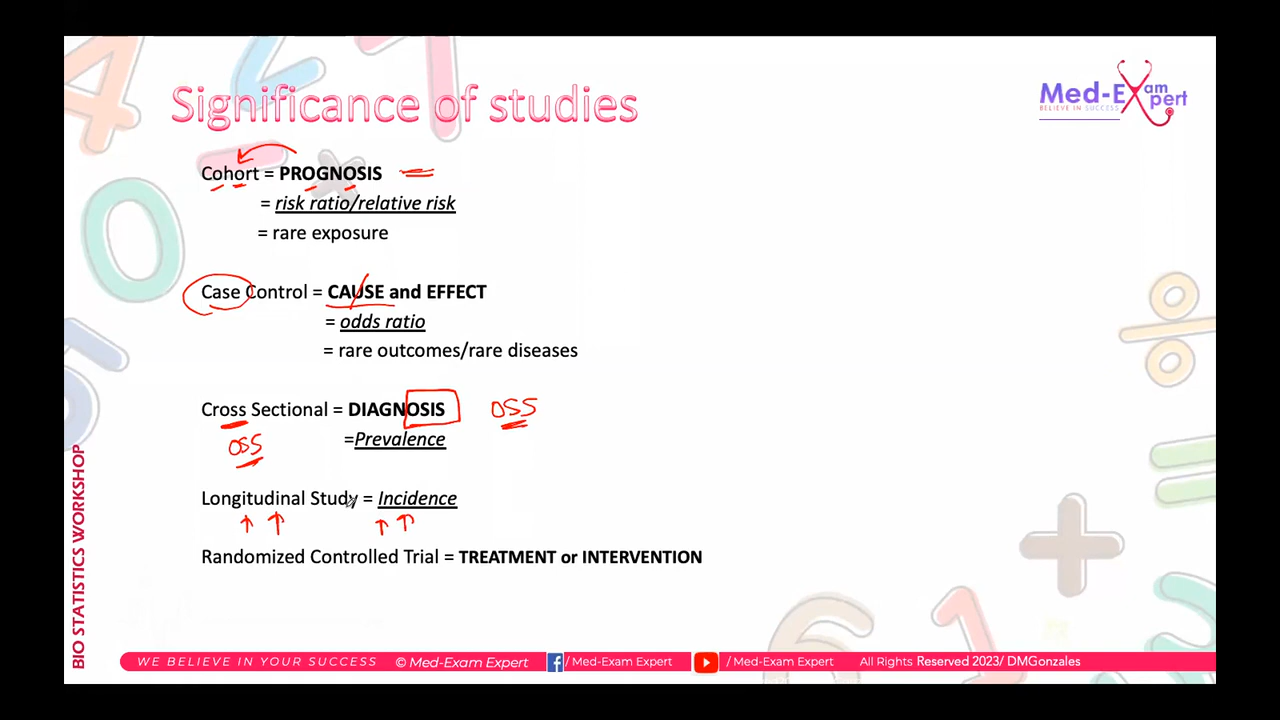 Significance of studies
Med-Exam Expert
BELIEVE IN SUCCESS
Cohort = PROGNOSIS
= risk ratio/relative risk
= rare exposure
Case Control = CAUSE and EFFECT
= odds ratio
= rare outcomes/rare diseases
Cross Sectional = DIAGNOSIS OSS
OSS =Prevalence
Longitudinal Study = Incidence
Randomized Controlled Trial = TREATMENT or INTERVENTION
BIO STATISTICS WORKSHOP
WE BELIEVE IN YOUR SUCCESS © Med-Exam Expert / Med-Exam Expert / Med-Exam Expert All Rights Reserved 2023/ DMGonzales